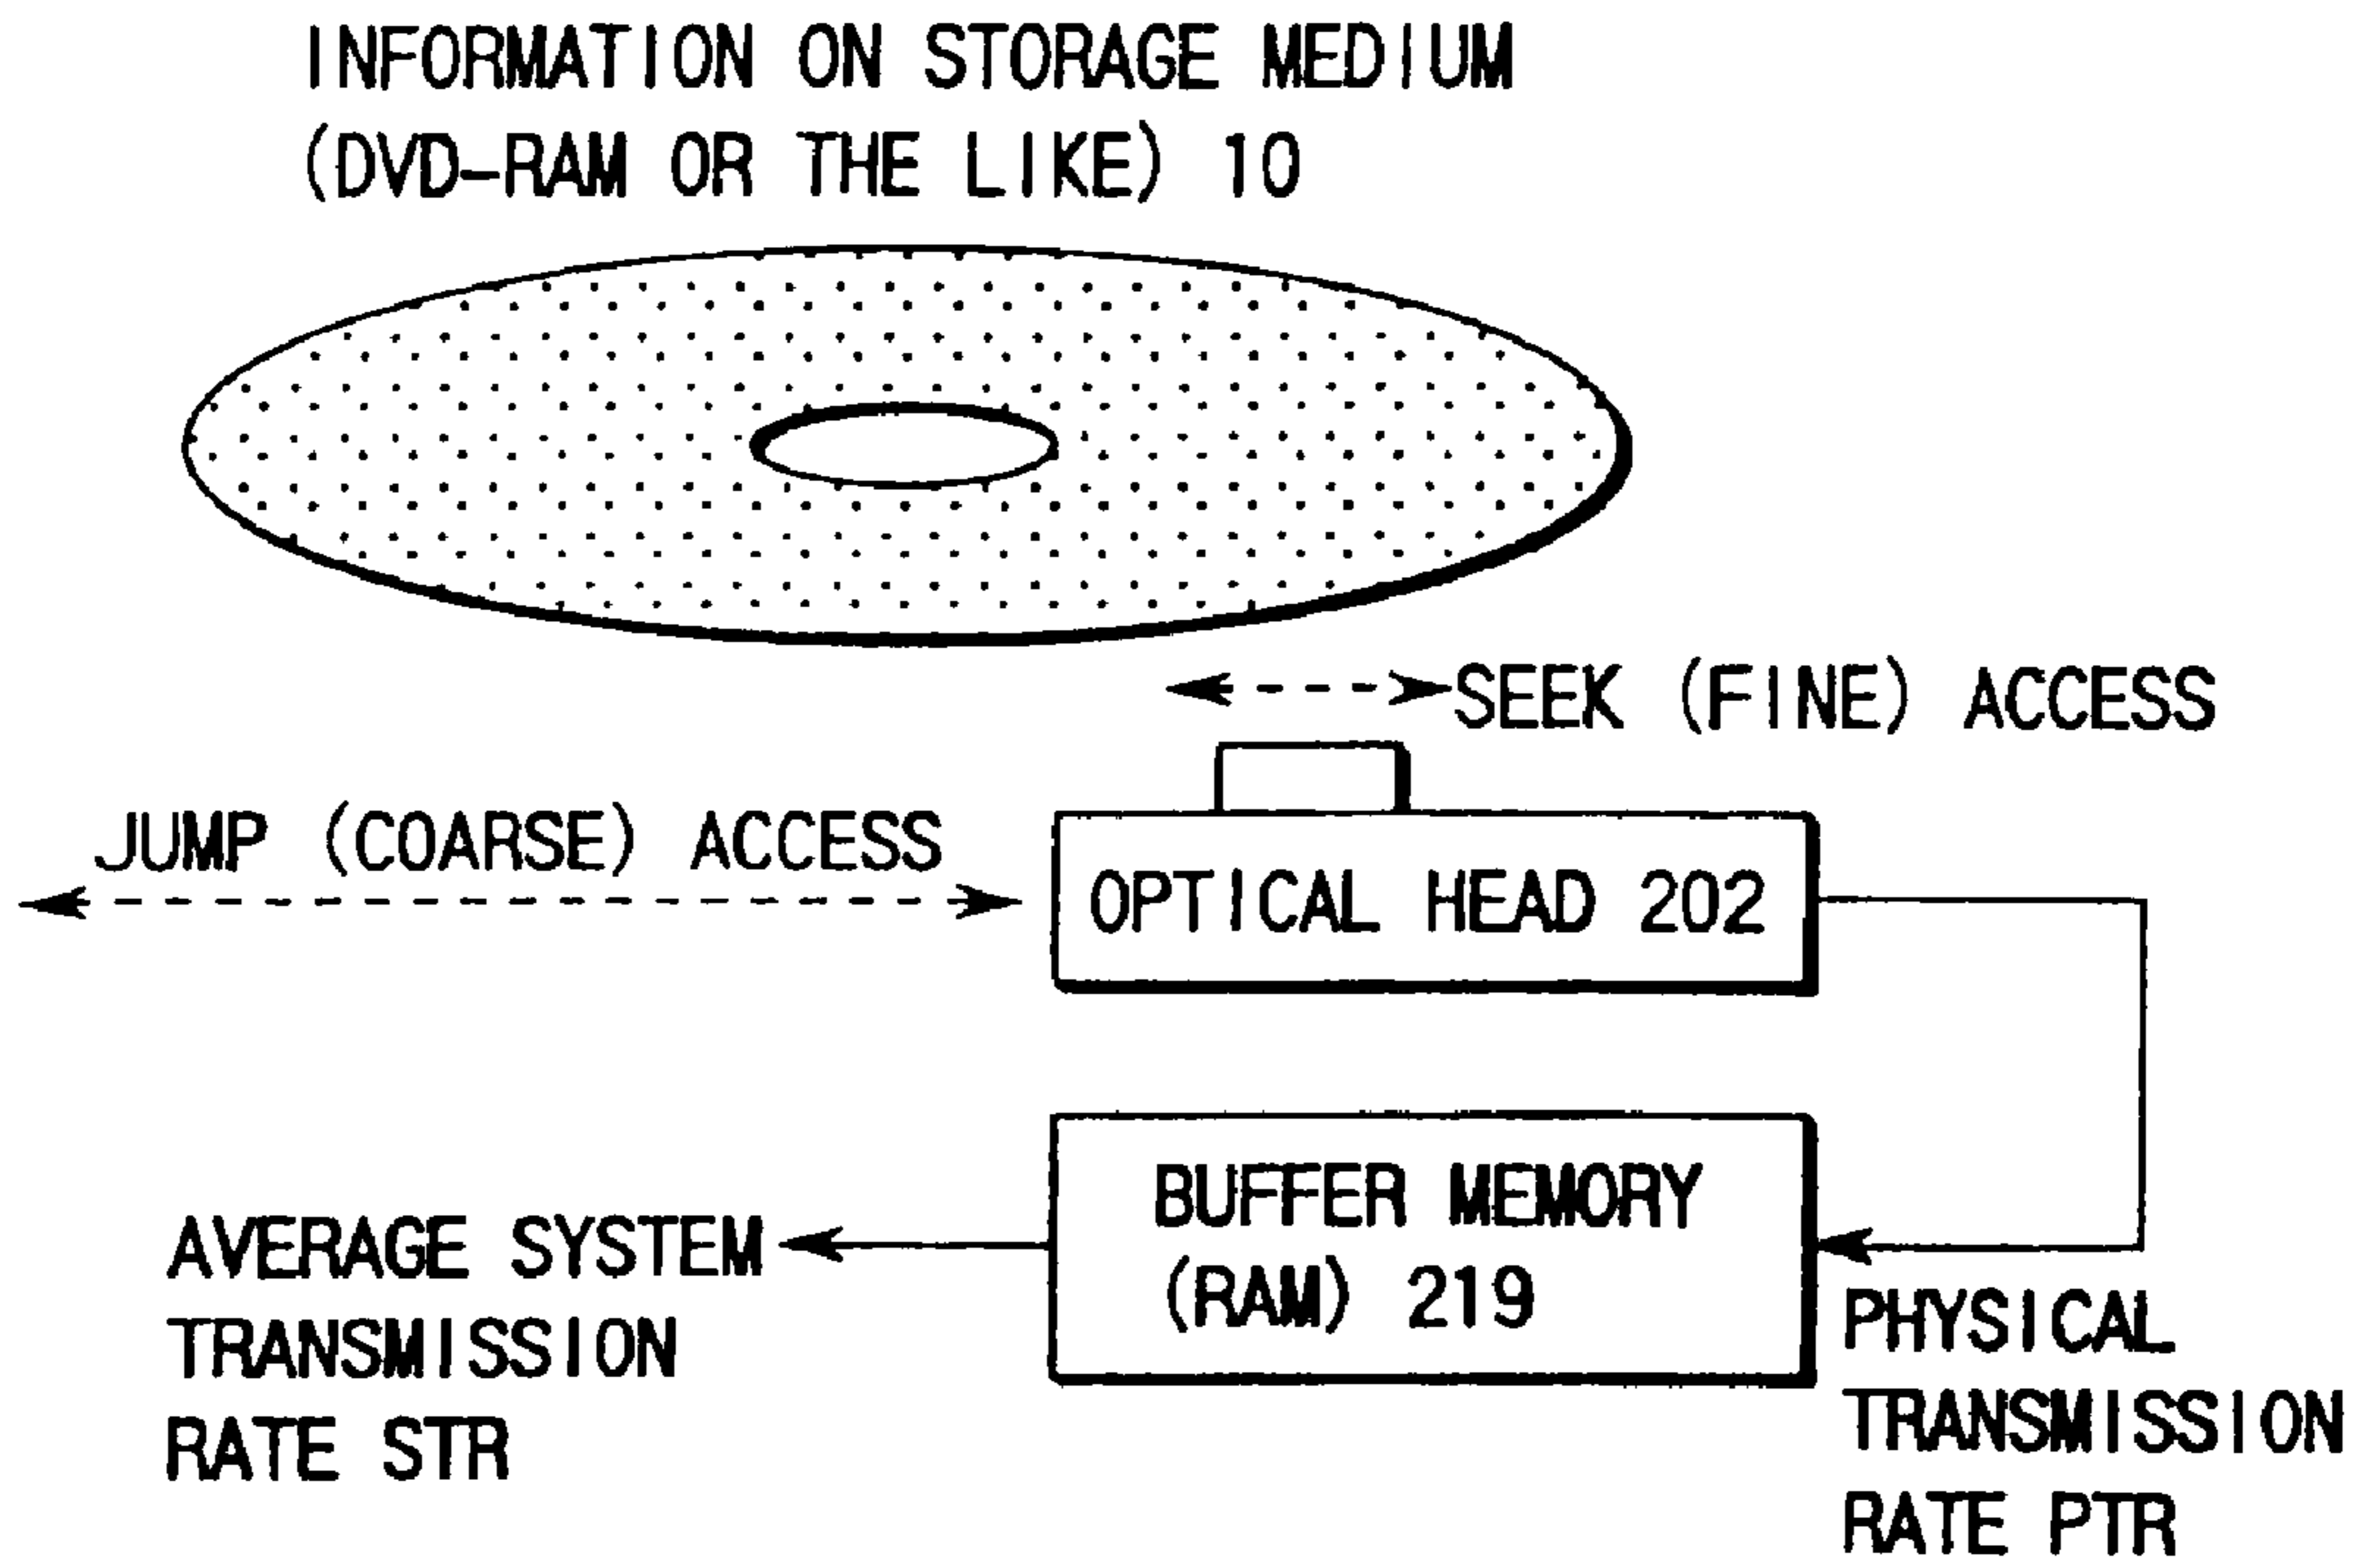 INFORMATION ON STORAGE MEDIUM
(DVD-RAM OR THE LIKE) 10
SEEK (FINE) ACCESS
JUMP (COARSE) ACCESS
OPTICAL HEAD 202
BUFFER MEMORY
(RAM) 219
AVERAGE SYSTEM
TRANSMISSION
RATE STR
PHYSICAL
TRANSMISSION
RATE PTR